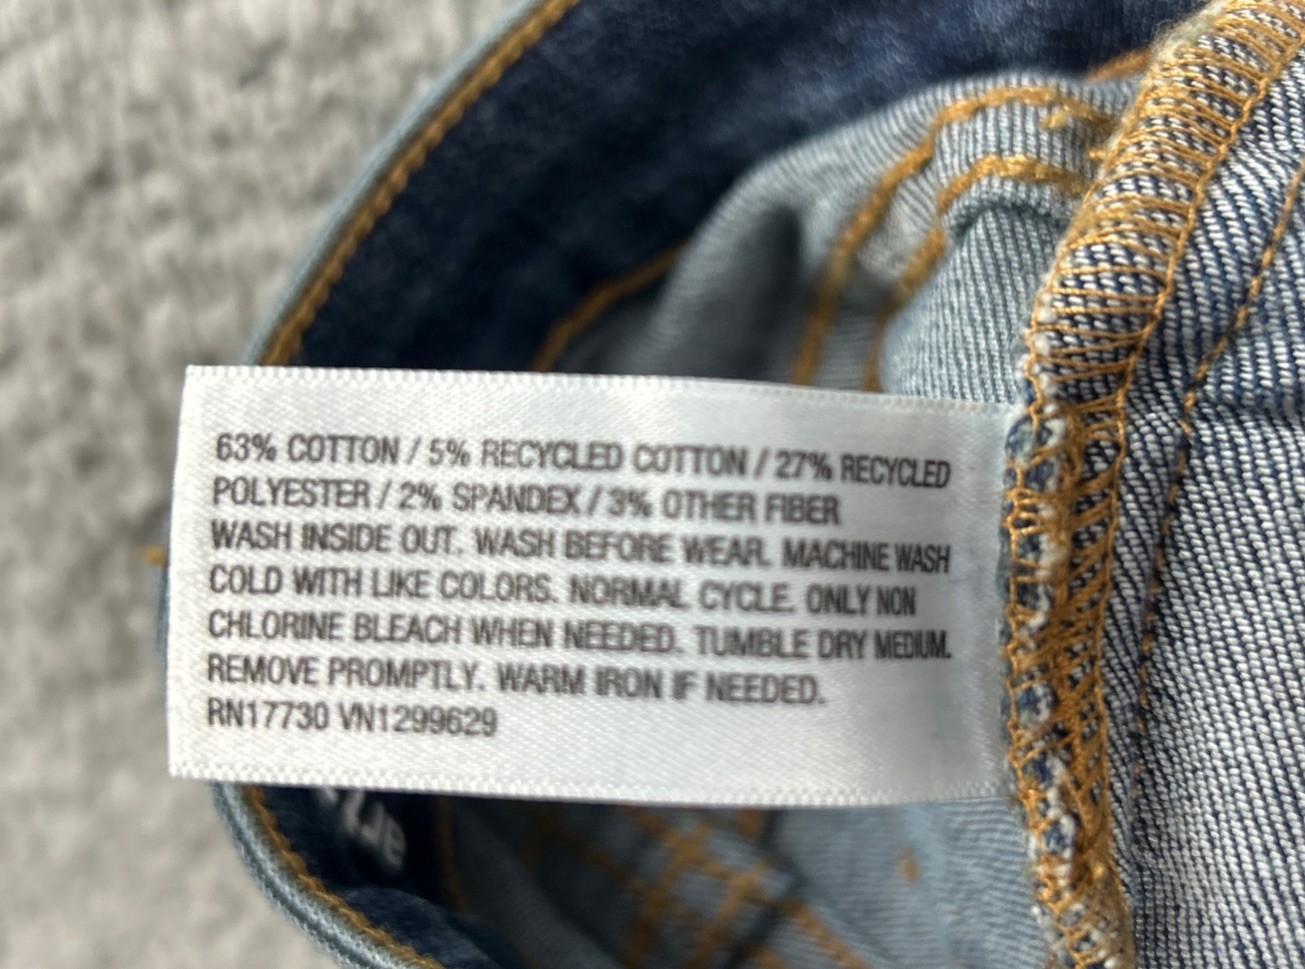 63% COTTON / 5% RECYCLED COTTON / 27% RECYCLED
POLYESTER / 2% SPANDEX / 3% OTHER FIBER
WASH INSIDE OUT. WASH BEFORE WEAR. MACHINE WASH
COLD WITH LIKE COLORS. NORMAL CYCLE. ONLY NON
CHLORINE BLEACH WHEN NEEDED. TUMBLE DRY MEDIUM.
REMOVE PROMPTLY. WARM IRON IF NEEDED.
RN17730 VN1299629